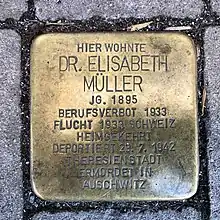 HIER WOHNTE
DR. ELISABETH
MÜLLER
JG. 1895
BERUFSVERBOT 1933
FLUCHT 1933 SCHWEIZ
HEIMGEKEHRT
DEPORTIERT 29. 7. 1942
THERESIENSTADT
ERMORDET IN
AUSCHWITZ